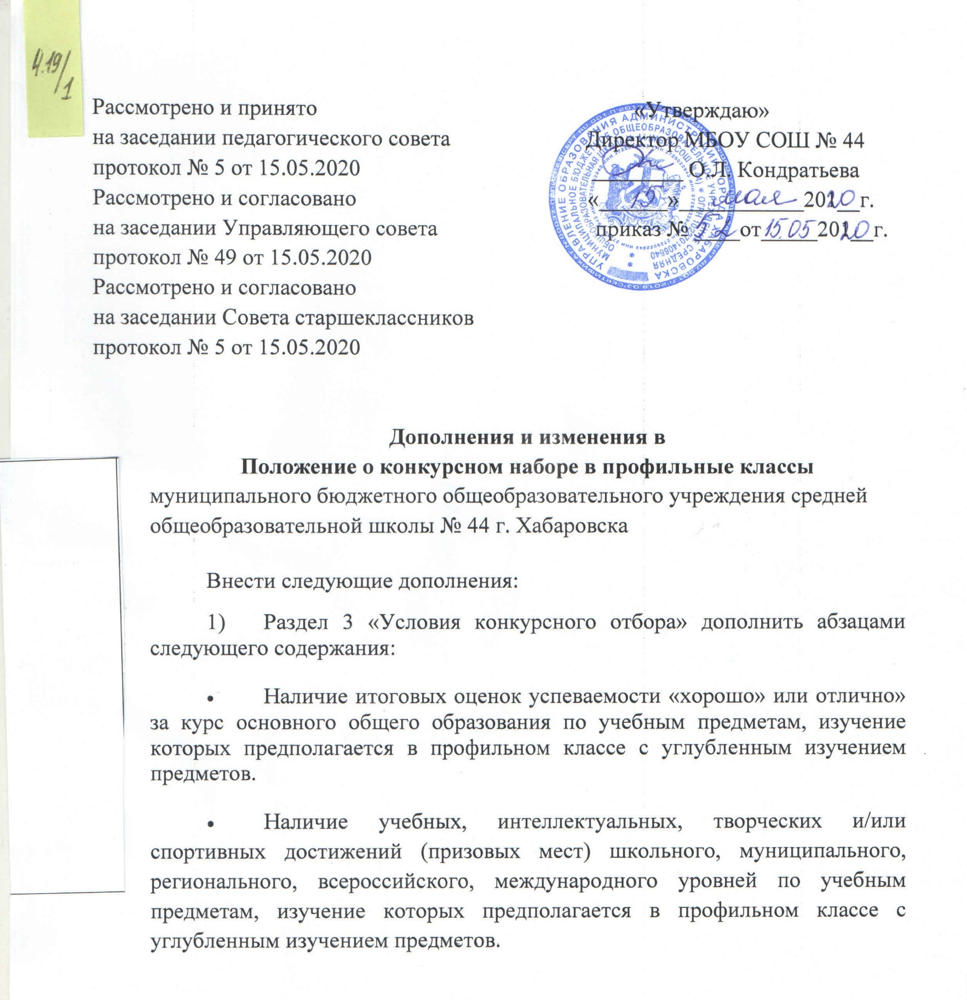 4.19/1
Рассмотрено и принято
на заседании педагогического совета
протокол № 5 от 15.05.2020
Рассмотрено и согласовано
на заседании Управляющего совета
протокол № 49 от 15.05.2020
Рассмотрено и согласовано
на заседании Совета старшеклассников
протокол № 5 от 15.05.2020
«Утверждаю»
Директор МБОУ СОШ № 44
________ О.Л. Кондратьева
«15» мая 2020 г.
приказ № 52 от 15.05 2020 г.
УПРАВЛЕНИЕ ОБРАЗОВАНИЯ АДМИНИСТРАЦИИ ГОРОДА ХАБАРОВСКА
Дополнения и изменения в
Положение о конкурсном наборе в профильные классы
муниципального бюджетного общеобразовательного учреждения средней
общеобразовательной школы № 44 г. Хабаровска
Внести следующие дополнения:
1) Раздел 3 «Условия конкурсного отбора» дополнить абзацами
следующего содержания:
• Наличие итоговых оценок успеваемости «хорошо» или отлично»
за курс основного общего образования по учебным предметам, изучение
которых предполагается в профильном классе с углубленным изучением
предметов.
• Наличие учебных, интеллектуальных, творческих и/или
спортивных достижений (призовых мест) школьного, муниципального,
регионального, всероссийского, международного уровней по учебным
предметам, изучение которых предполагается в профильном классе с
углубленным изучением предметов.